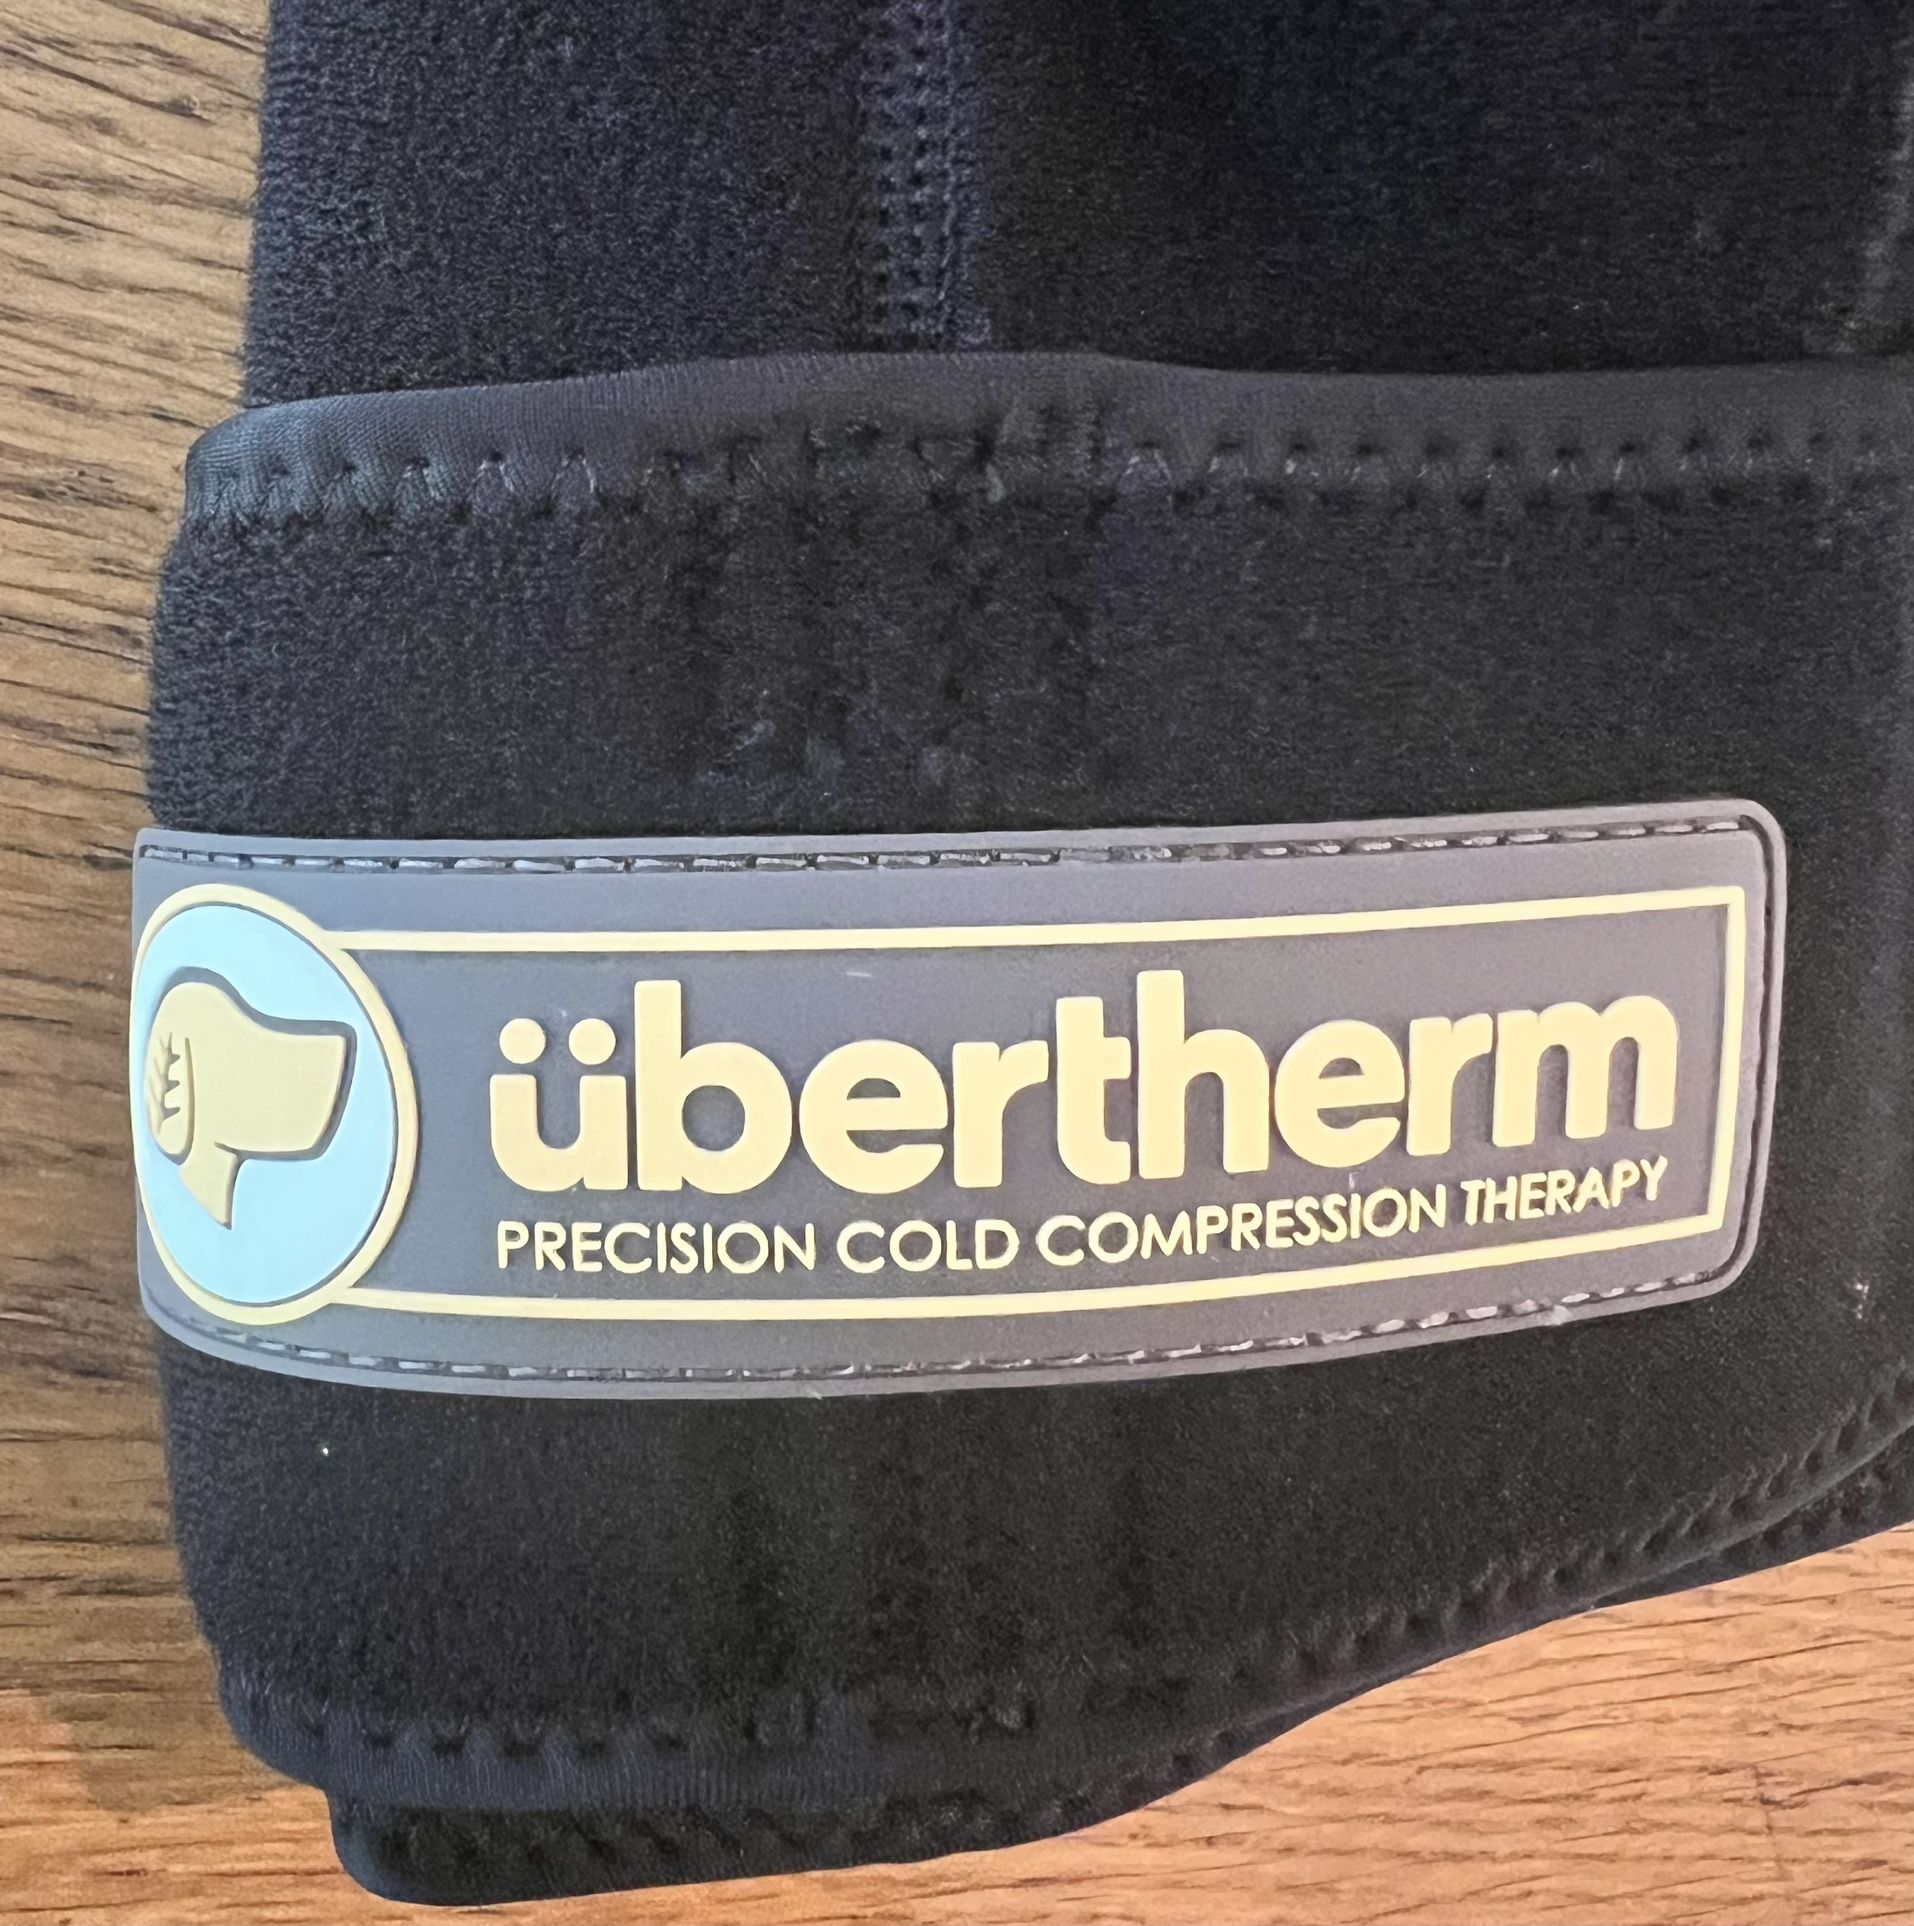 übertherm
PRECISION COLD COMPRESSION THERAPY